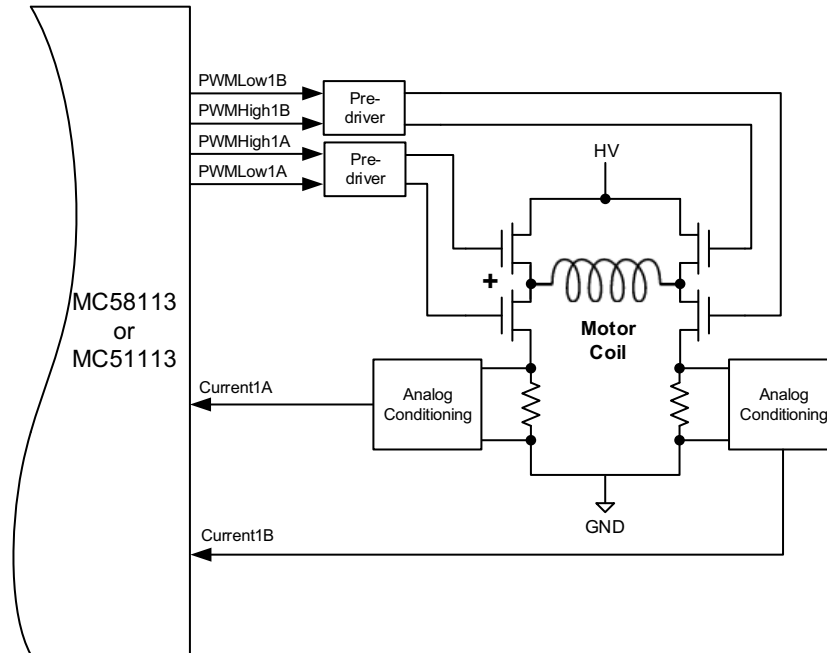 PWMLow1B
PWMHigh1B
PWMHigh1A
PWMLow1A
Pre-
driver
Pre-
driver
HV
+
Motor
Coil
MC58113
or
MC51113
Current1A
Analog
Conditioning
Analog
Conditioning
GND
Current1B